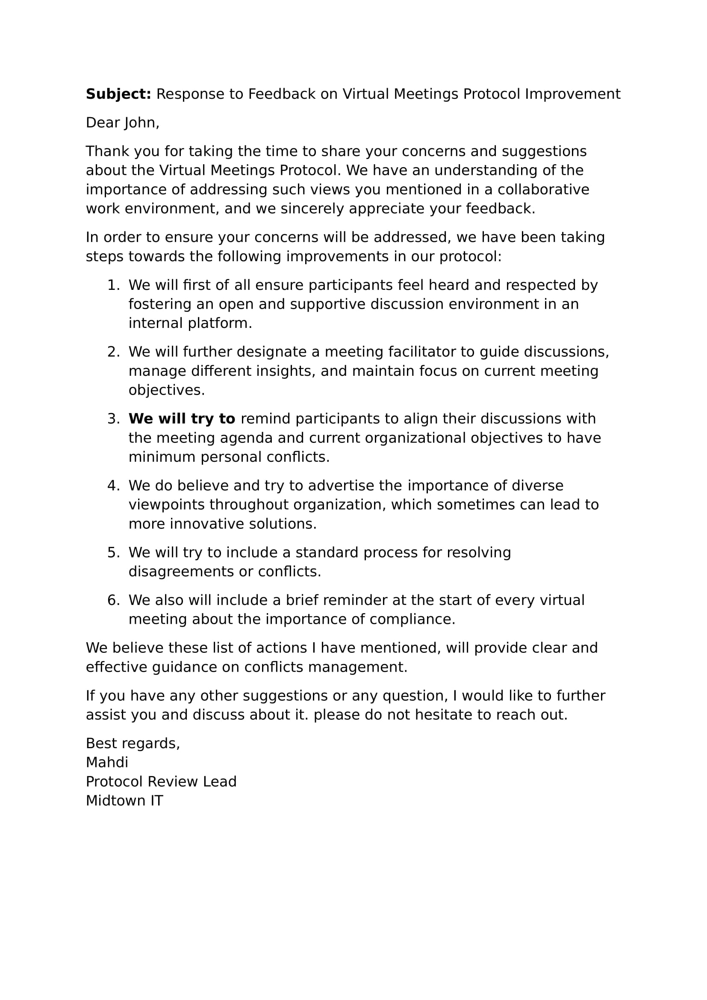 Subject: Response to Feedback on Virtual Meetings Protocol Improvement
Dear John,
Thank you for taking the time to share your concerns and suggestions
about the Virtual Meetings Protocol. We have an understanding of the
importance of addressing such views you mentioned in a collaborative
work environment, and we sincerely appreciate your feedback.
In order to ensure your concerns will be addressed, we have been taking
steps towards the following improvements in our protocol:
1. We will first of all ensure participants feel heard and respected by
fostering an open and supportive discussion environment in an
internal platform.
2. We will further designate a meeting facilitator to guide discussions,
manage different insights, and maintain focus on current meeting
objectives.
3. We will try to remind participants to align their discussions with
the meeting agenda and current organizational objectives to have
minimum personal conflicts.
4. We do believe and try to advertise the importance of diverse
viewpoints throughout organization, which sometimes can lead to
more innovative solutions.
5. We will try to include a standard process for resolving
disagreements or conflicts.
6. We also will include a brief reminder at the start of every virtual
meeting about the importance of compliance.
We believe these list of actions I have mentioned, will provide clear and
effective guidance on conflicts management.
If you have any other suggestions or any question, I would like to further
assist you and discuss about it. please do not hesitate to reach out.
Best regards,
Mahdi
Protocol Review Lead
Midtown IT